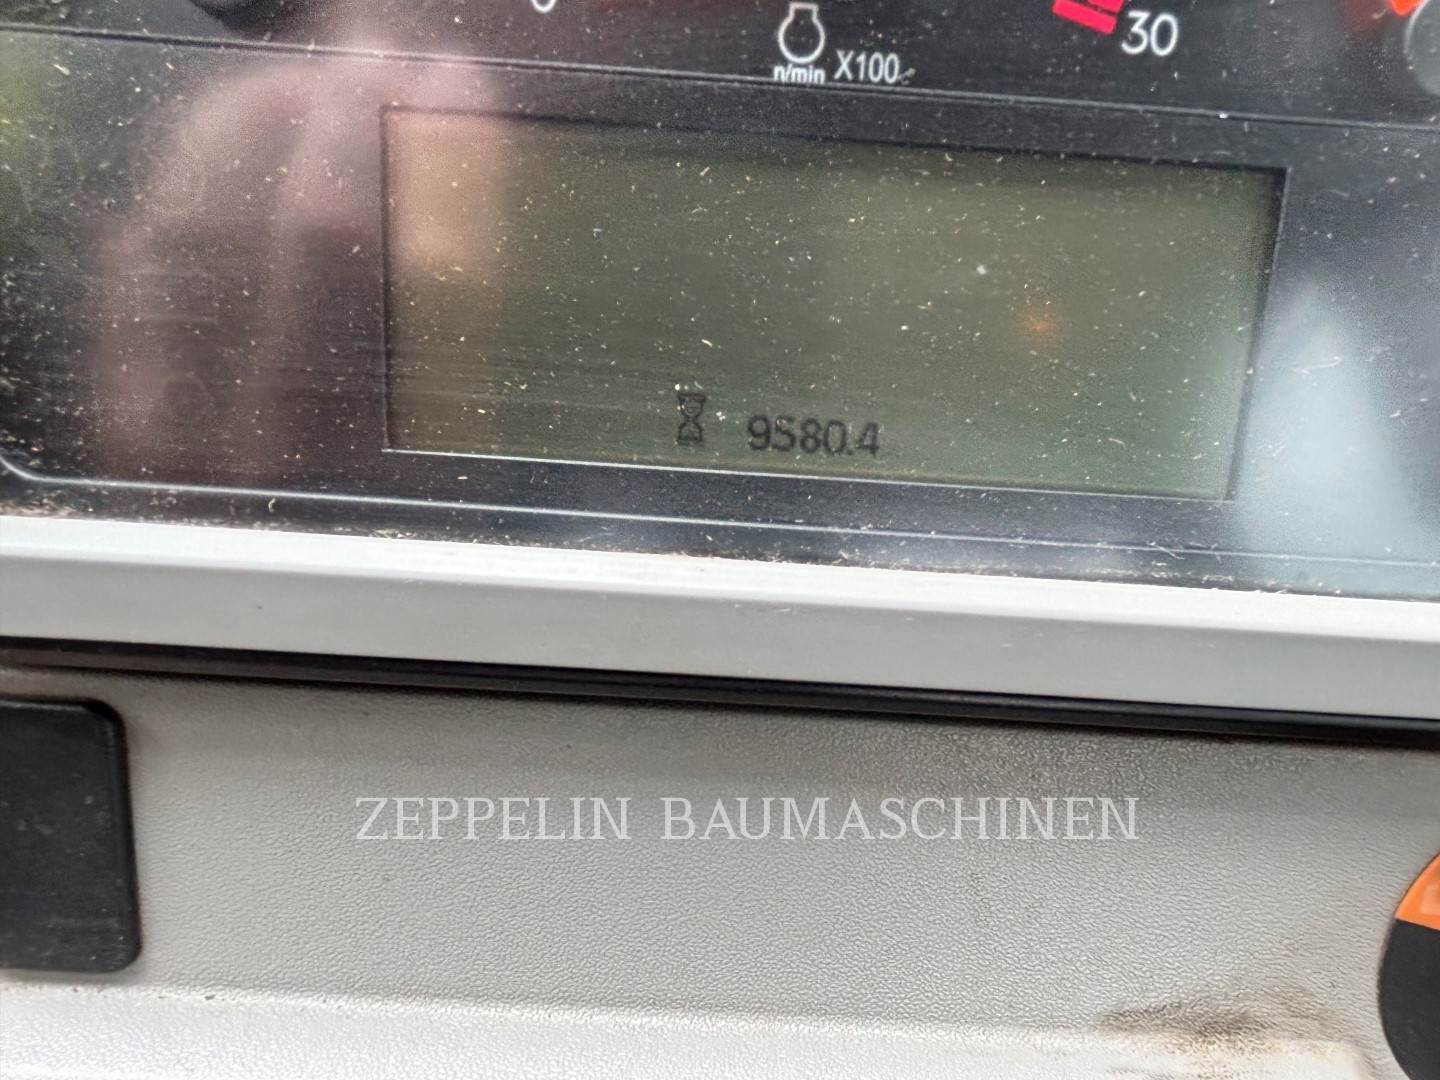 30
n/min X100
9580.4
ZEPPELIN BAUMASCHINEN